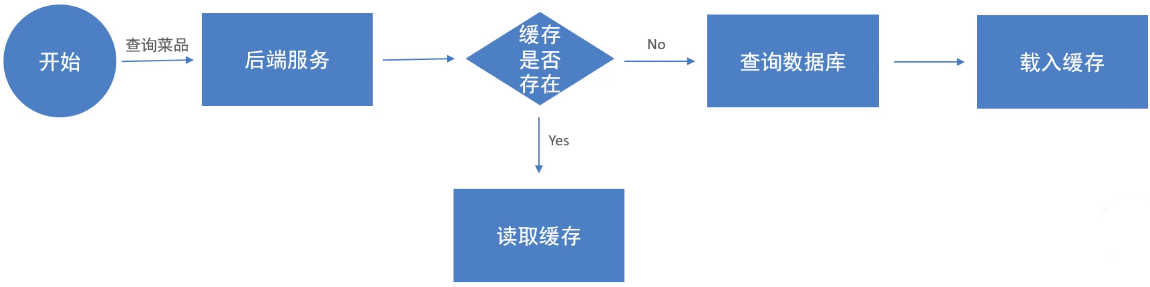 开始
查询菜品
后端服务
缓存
是否
存在
No
查询数据库
载入缓存
Yes
读取缓存